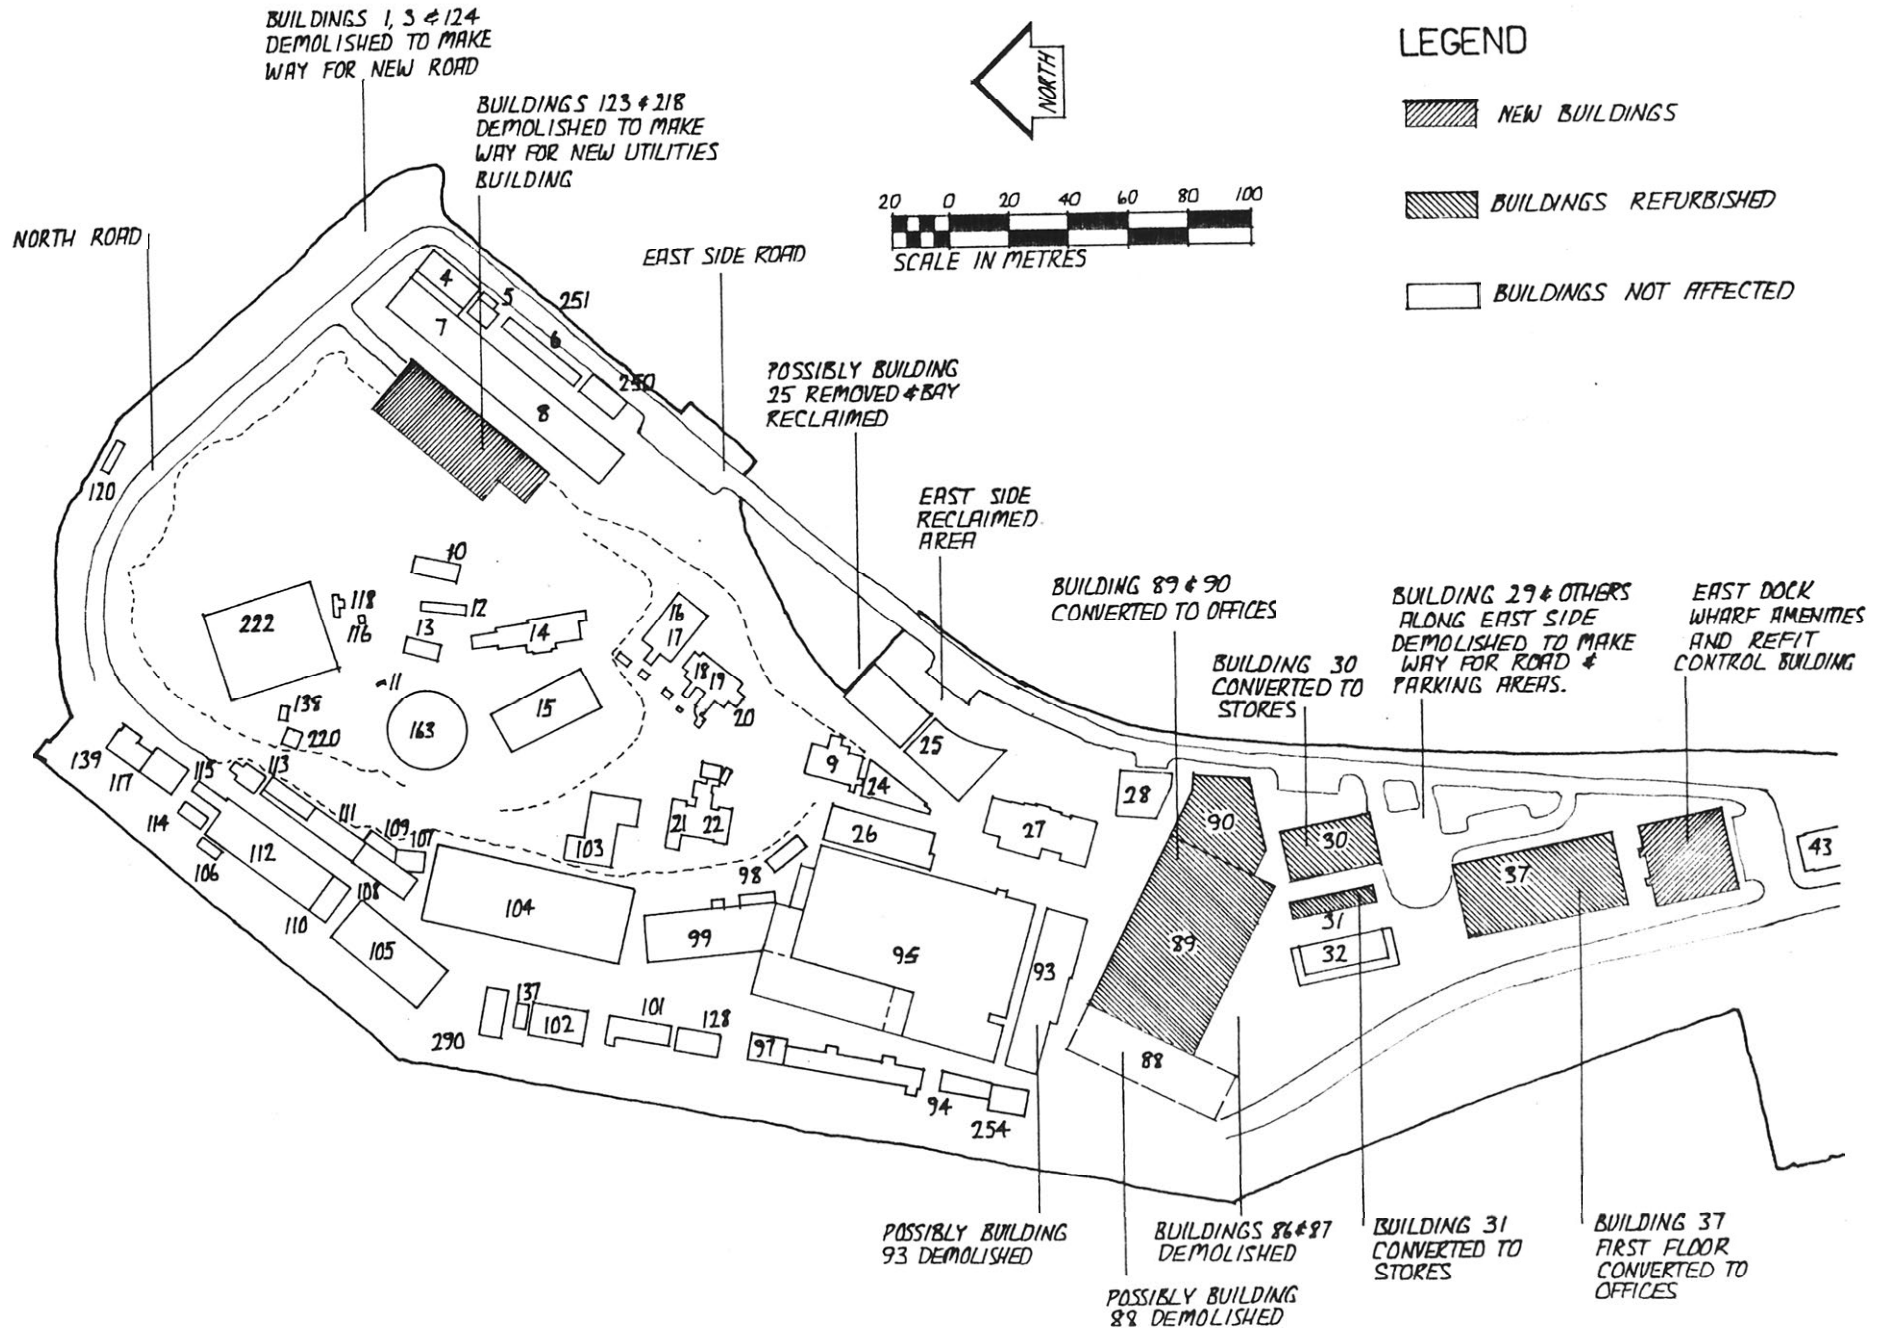 BUILDINGS 1, 3 & 124
DEMOLISHED TO MAKE
WAY FOR NEW ROAD
BUILDINGS 123 & 218
DEMOLISHED TO MAKE
WAY FOR NEW UTILITIES
BUILDING
NORTH
LEGEND
NEW BUILDINGS
BUILDINGS REFURBISHED
BUILDINGS NOT AFFECTED
20 0 20 40 60 80 100
SCALE IN METRES
NORTH ROAD
EAST SIDE ROAD
POSSIBLY BUILDING
25 REMOVED & BAY
RECLAIMED
EAST SIDE
RECLAIMED
AREA
BUILDING 89 & 90
CONVERTED TO OFFICES
BUILDING 30
CONVERTED TO
STORES
BUILDING 29 & OTHERS
ALONG EAST SIDE
DEMOLISHED TO MAKE
WAY FOR ROAD &
PARKING AREAS.
EAST DOCK
WHARF AMENITIES
AND REFIT
CONTROL BUILDING
4
5
251
7
6
250
8
120
10
118
116
12
222
13
14
16
17
18
19
20
11
15
138
163
220
25
139
117
115
113
9
24
28
114
111
109
107
103
21
22
26
27
90
30
43
106
112
108
98
37
110
104
105
99
95
93
89
31
32
290
137
102
101
128
97
94
254
88
POSSIBLY BUILDING
93 DEMOLISHED
BUILDINGS 86 & 87
DEMOLISHED
POSSIBLY BUILDING
88 DEMOLISHED
BUILDING 31
CONVERTED TO
STORES
BUILDING 37
FIRST FLOOR
CONVERTED TO
OFFICES